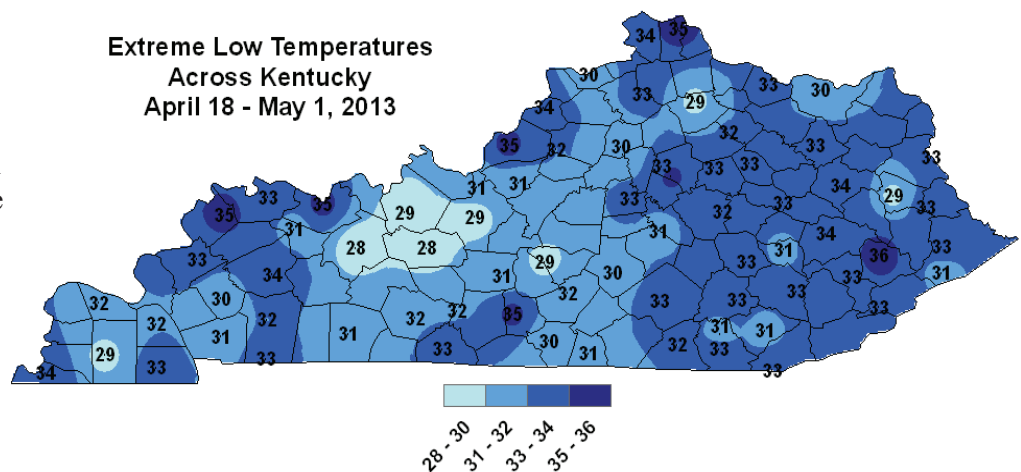 Extreme Low Temperatures
Across Kentucky
April 18 - May 1, 2013
e
34 35
30 33 29 33 30
34
35 32 30 32 33
33 33 33 33
31 31 34 29
35 33 35 33 33 33
29 29 32
31 31 34
28 28 31 33
33 29 33 36
34 31 30 33 31
32 30 32 33 33 33 33
32 32 32 32 35
31 31 31 31
29 33 30 31 32 33
34 33 33 33
28 - 30
31 - 32
33 - 34
35 - 36